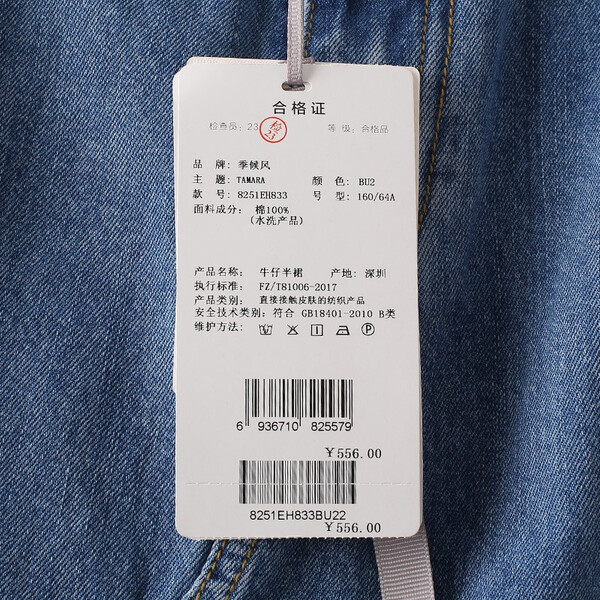 合格证
检查员: 23 检23 等 级: 合格品
品 牌: 季候风
主 题: TAMARA 颜 色: BU2
款 号: 8251EH833 号 型: 160/64A
面料成分: 棉100%
(水洗产品)
产品名称: 牛仔半裙 产地: 深圳
执行标准: FZ/T81006-2017
产品类别: 直接接触皮肤的纺织产品
安全技术类别: 符合 GB18401-2010 B类
维护方法: P
6 936710 825579
¥556.00
8251EH833BU22
¥556.00